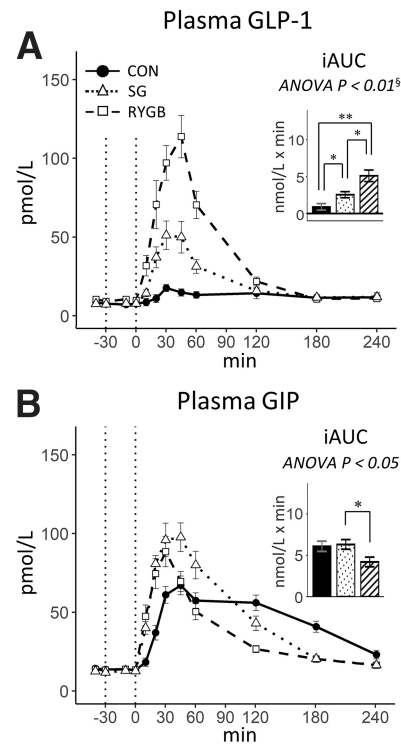 Plasma GLP-1
A
iAUC
ANOVA P < 0.01§
CON
SG
RYGB
pmol/L
150
100
50
0
-30 0 30 60 90 120 180 240
min
nmol/L x min
10
5
0
**
*
*
Plasma GIP
B
iAUC
ANOVA P < 0.05
pmol/L
150
100
50
0
-30 0 30 60 90 120 180 240
min
nmol/L x min
10
5
0
*